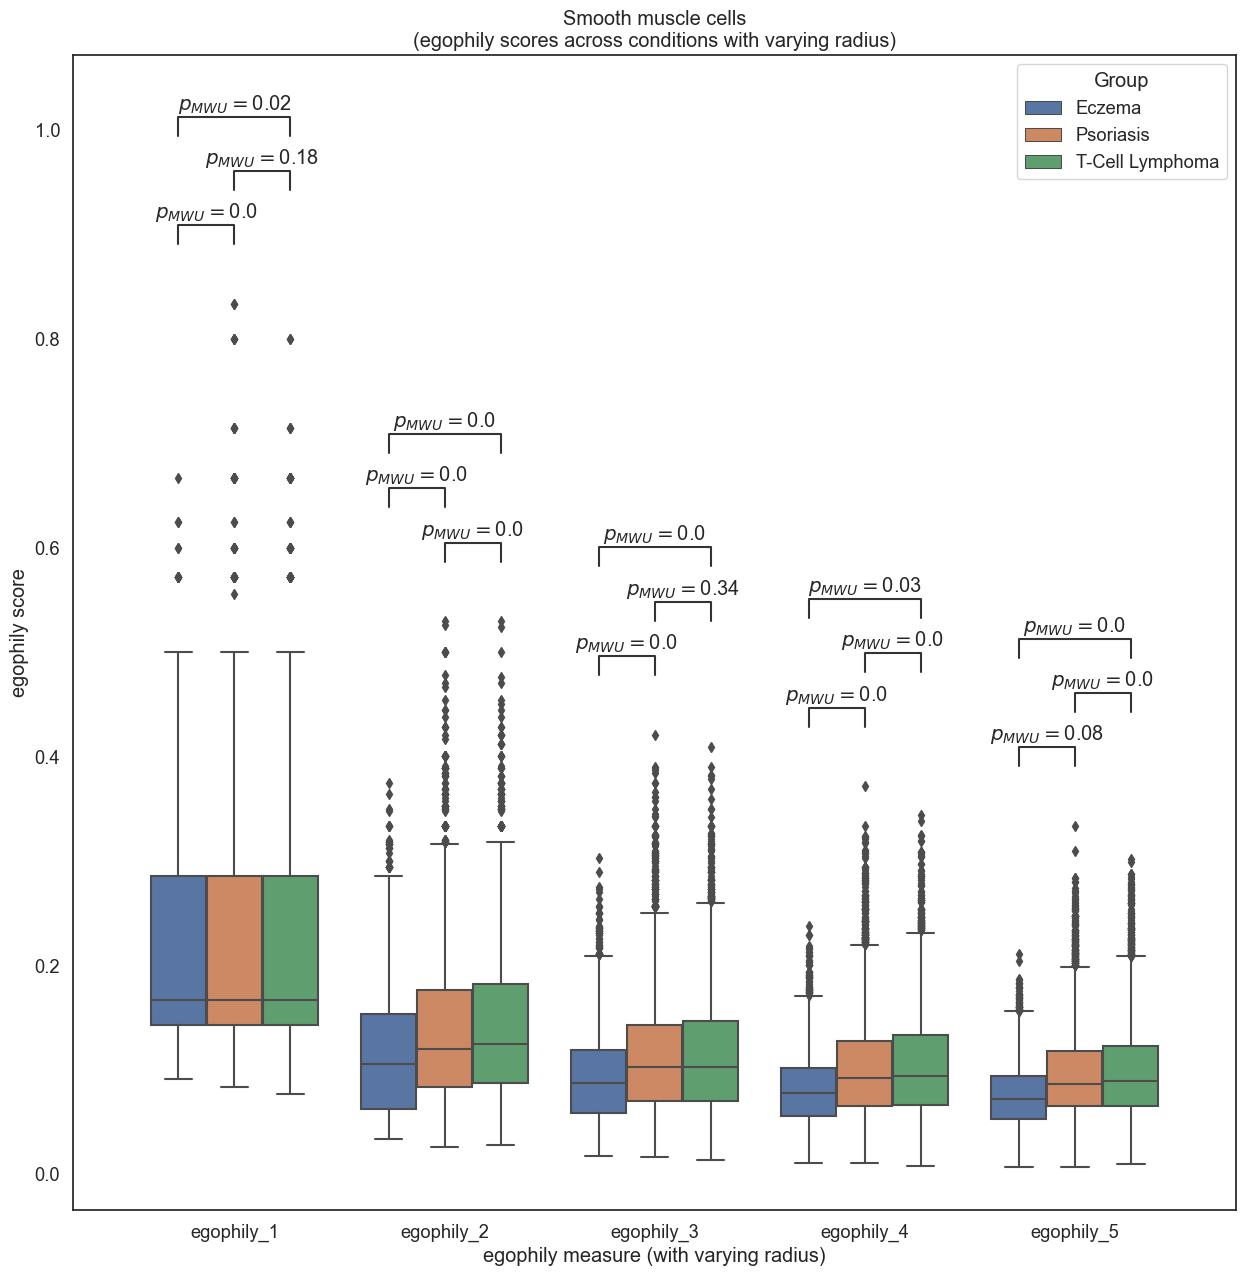 Smooth muscle cells
(egophily scores across conditions with varying radius)
Group
Eczema
Psoriasis
T-Cell Lymphoma
egophily score
1.0
0.8
0.6
0.4
0.2
0.0
p_MWU = 0.02
p_MWU = 0.18
p_MWU = 0.0
p_MWU = 0.0
p_MWU = 0.0
p_MWU = 0.0
p_MWU = 0.0
p_MWU = 0.34
p_MWU = 0.0
p_MWU = 0.03
p_MWU = 0.0
p_MWU = 0.0
p_MWU = 0.0
p_MWU = 0.0
p_MWU = 0.08
egophily_1 egophily_2 egophily_3 egophily_4 egophily_5
egophily measure (with varying radius)